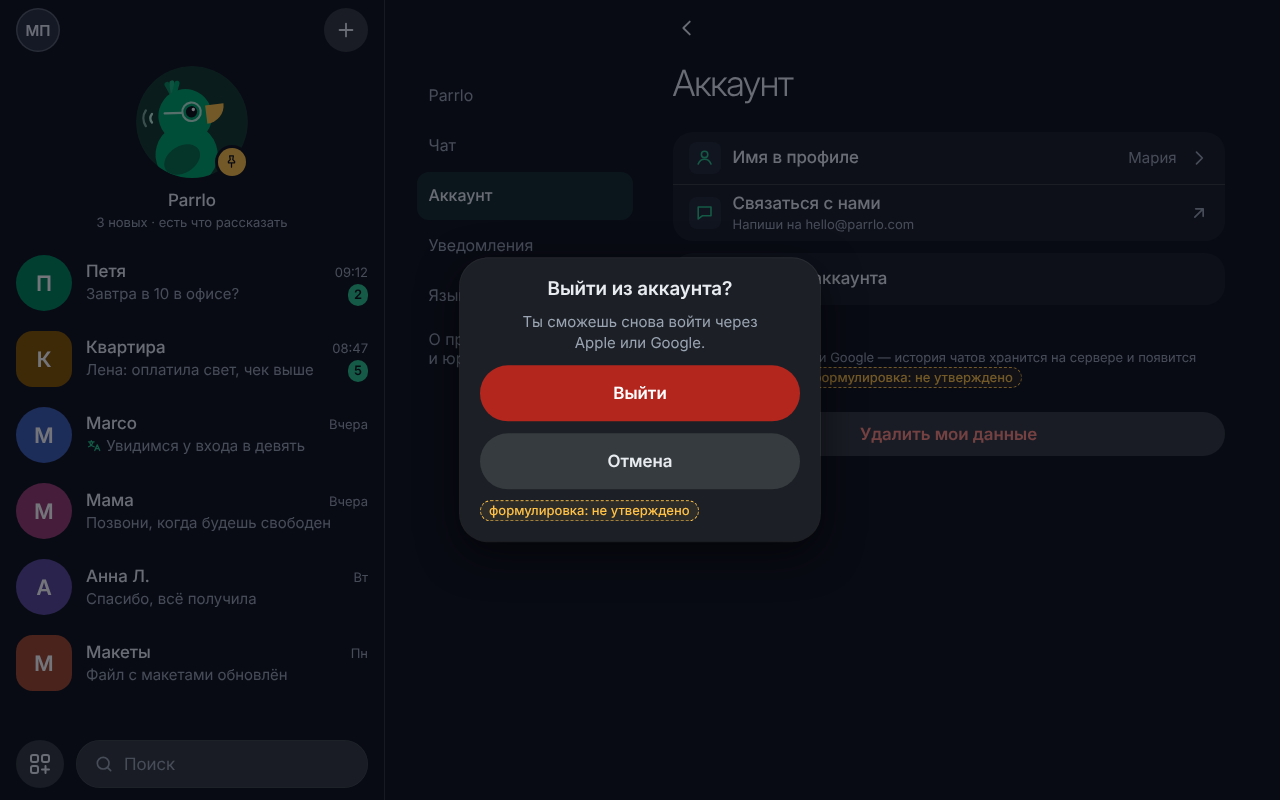 МП
Parrlo
3 новых · есть что рассказать
Петя
09:12
Завтра в 10 в офисе?
2
П
Квартира
08:47
Лена: оплатила свет, чек выше
5
К
Marco
Вчера
Увидимся у входа в девять
M
Мама
Вчера
Позвони, когда будешь свободен
М
Анна Л.
Вт
Спасибо, всё получила
А
Макеты
Пн
Файл с макетами обновлён
М
Поиск
Parrlo
Чат
Аккаунт
Уведомления
Аккаунт
Имя в профиле
Мария
Связаться с нами
Напиши на hello@parrlo.com
аккаунта
Google — история чатов хранится на сервере и появится
формулировка: не утверждено
Удалить мои данные
Выйти из аккаунта?
Ты сможешь снова войти через
Apple или Google.
Выйти
Отмена
формулировка: не утверждено